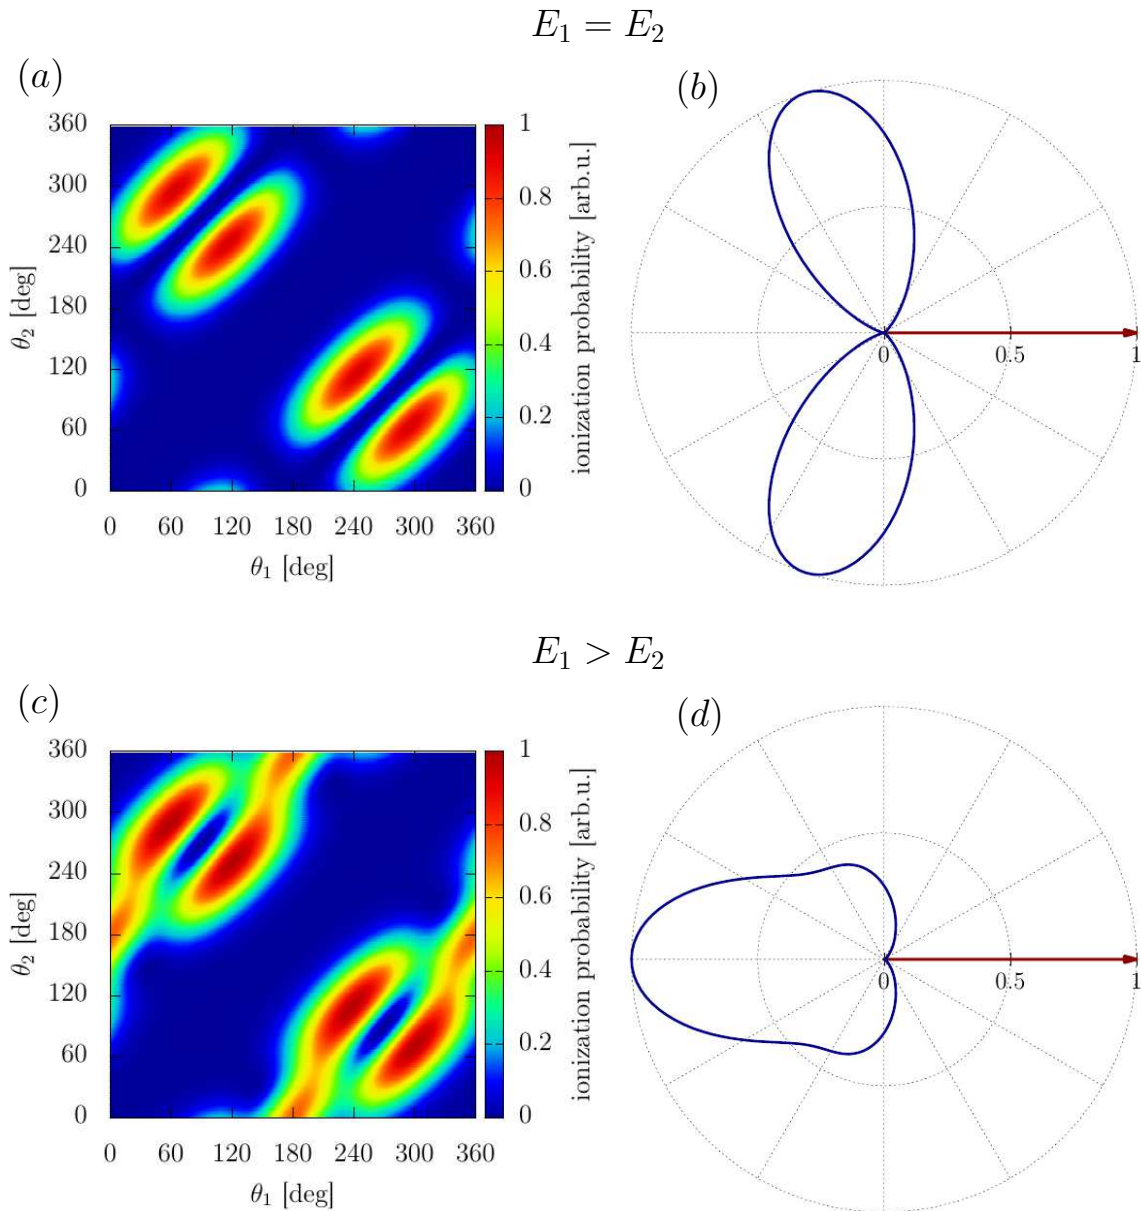 E₁ = E₂
(a)
(b)
360
300
240
180
120
60
0
θ₂ [deg]
0 60 120 180 240 300 360
θ₁ [deg]
1
0.8
0.6
0.4
0.2
0
ionization probability [arb.u.]
0 0.5 1
E₁ > E₂
(c)
(d)
360
300
240
180
120
60
0
θ₂ [deg]
0 60 120 180 240 300 360
θ₁ [deg]
1
0.8
0.6
0.4
0.2
0
ionization probability [arb.u.]
0 0.5 1